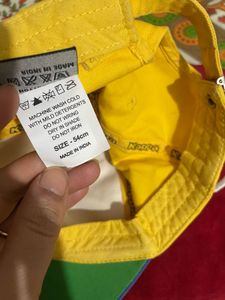 MADE IN INDIA
MACHINE WASH COLD
WITH MILD DETERGENTS
DO NOT WRING
DRY IN SHADE
DO NOT IRON
SIZE - 54cm
MADE IN INDIA